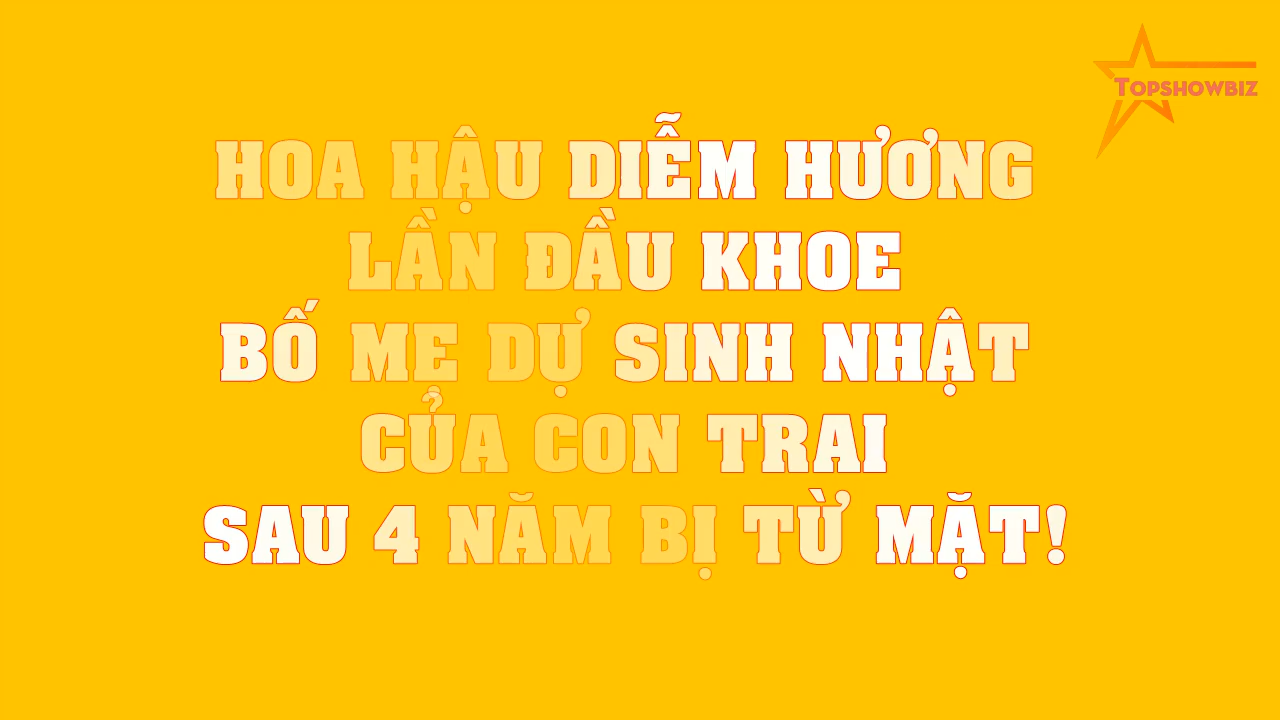 TOPSHOWBIZ
HOA HẬU DIỄM HƯƠNG
LẦN ĐẦU KHOE
BỐ MẸ DỰ SINH NHẬT
CỦA CON TRAI
SAU 4 NĂM BỊ TỪ MẶT!